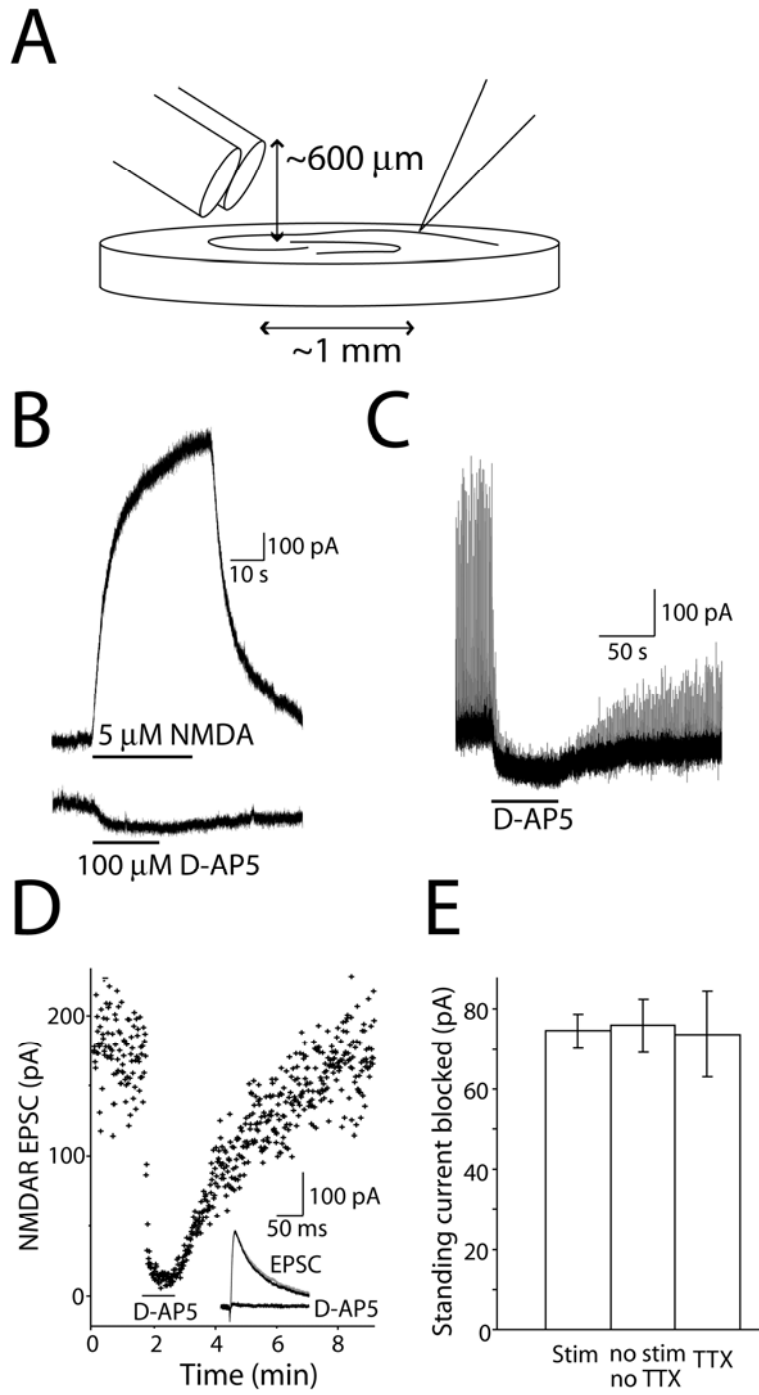 A
~600 μm
~1 mm
B
100 pA
10 s
5 μM NMDA
100 μM D-AP5
C
100 pA
50 s
D-AP5
D
NMDAR EPSC (pA)
200
100
0
100 pA
50 ms
EPSC
D-AP5
D-AP5
0 2 4 6 8
Time (min)
E
Standing current blocked (pA)
80
60
40
20
0
Stim
no stim
no TTX
TTX